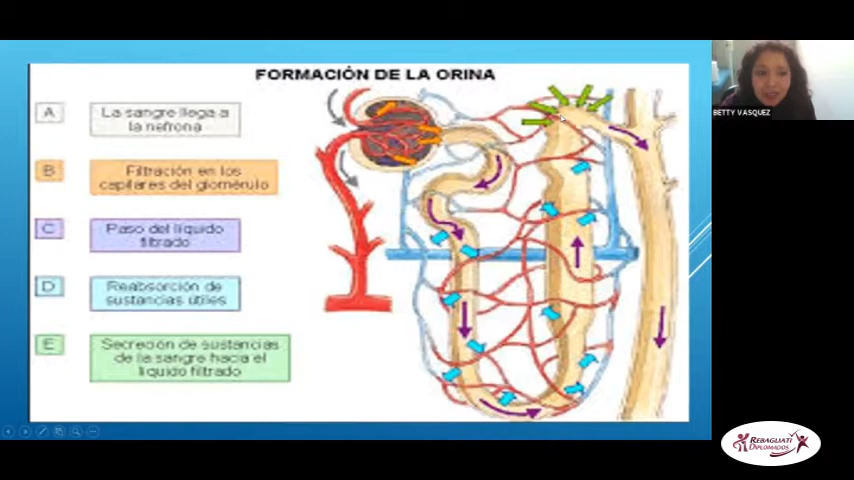 FORMACIÓN DE LA ORINA
A
La sangre llega a
la nefrona
B
Filtración en los
capilares del glomérulo
C
Paso del líquido
filtrado
D
Reabsorción de
sustancias útiles
E
Secreción de sustancias
de la sangre hacia el
líquido filtrado
BETTY VASQUEZ
REBAGLIATI
DIPLOMADOS